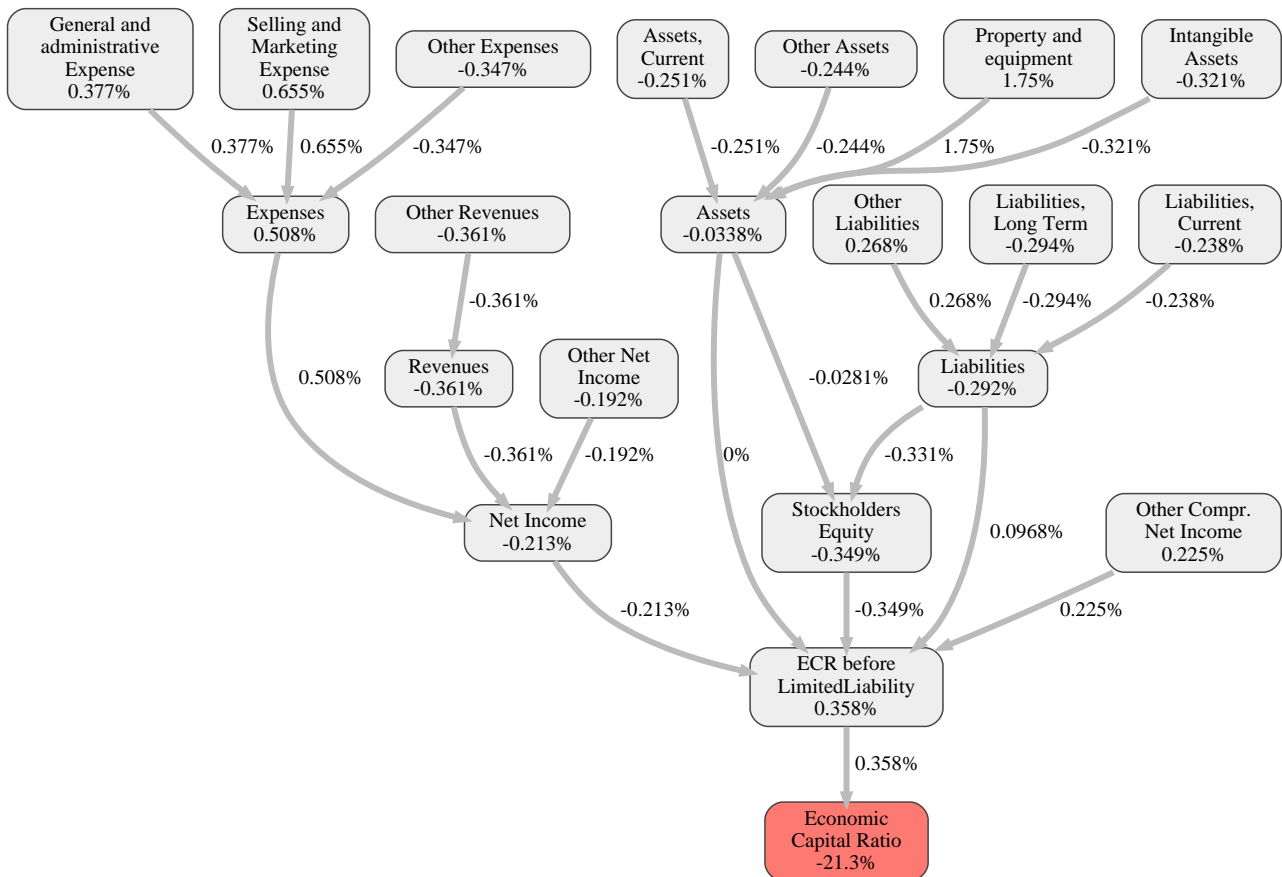 General and
administrative
Expense
0.377%
Selling and
Marketing
Expense
0.655%
Other Expenses
-0.347%
Assets,
Current
-0.251%
Other Assets
-0.244%
Property and
equipment
1.75%
Intangible
Assets
-0.321%
0.377%
0.655%
-0.347%
-0.251%
-0.244%
1.75%
-0.321%
Expenses
0.508%
Other Revenues
-0.361%
Assets
-0.0338%
Other
Liabilities
0.268%
Liabilities,
Long Term
-0.294%
Liabilities,
Current
-0.238%
-0.361%
0.268%
-0.294%
-0.238%
0.508%
Revenues
-0.361%
Other Net
Income
-0.192%
-0.0281%
Liabilities
-0.292%
-0.361%
-0.192%
0%
-0.331%
Net Income
-0.213%
Stockholders
Equity
-0.349%
0.0968%
Other Compr.
Net Income
0.225%
-0.213%
-0.349%
0.225%
ECR before
LimitedLiability
0.358%
0.358%
Economic
Capital Ratio
-21.3%